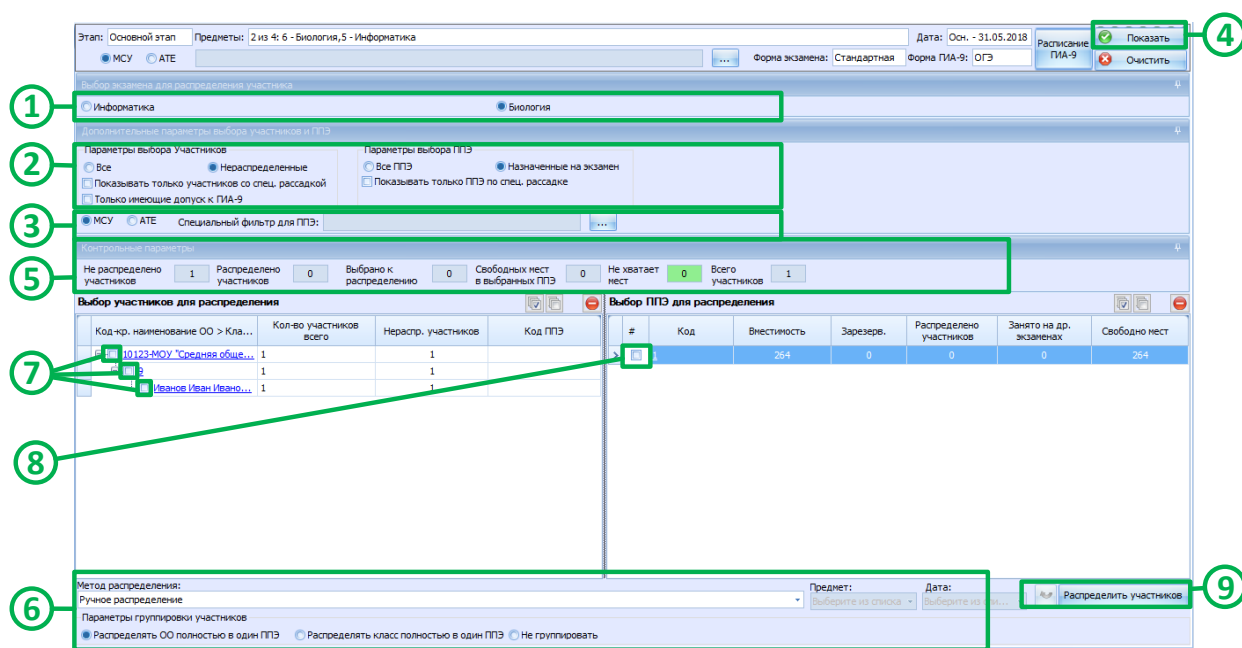 Этап: Основной этап Предметы: 2 из 4: 6 - Биология,5 - Информатика Дата: Осн. - 31.05.2018 Расписание ГИА-9 Показать 4
МСУ АТЕ ... Форма экзамена: Стандартная Форма ГИА-9: ОГЭ Очистить
Выбор экзамена для распределения участника
1 Информатика Биология
Дополнительные параметры выбора участников и ППЭ
Параметры выбора Участников Параметры выбора ППЭ
2 Все Нераспределенные Все ППЭ Назначенные на экзамен
Показывать только участников со спец. рассадкой Показывать только ППЭ по спец. рассадке
Только имеющие допуск к ГИА-9
3 МСУ АТЕ Специальный фильтр для ППЭ: ...
Контрольные параметры
5 Не распределено участников 1 Распределено участников 0 Выбрано к распределению 0 Свободных мест в выбранных ППЭ 0 Не хватает мест 0 Всего участников 1
Выбор участников для распределения Выбор ППЭ для распределения
Код-кр. наименование ОО > Кла... Кол-во участников всего Нераспр. участников Код ППЭ # Код Вместимость Зарезерв. Распределено участников Занято на др. экзаменах Свободно мест
10123-МОУ "Средняя обще... 1 1 1 264 0 0 0 264
7 9 1 1
Иванов Иван Ивано... 1 1
8
Метод распределения: Предмет: Дата:
Ручное распределение Выберите из списка Выберите из спи... Распределить участников 9
6 Параметры группировки участников
Распределять ОО полностью в один ППЭ Распределять класс полностью в один ППЭ Не группировать